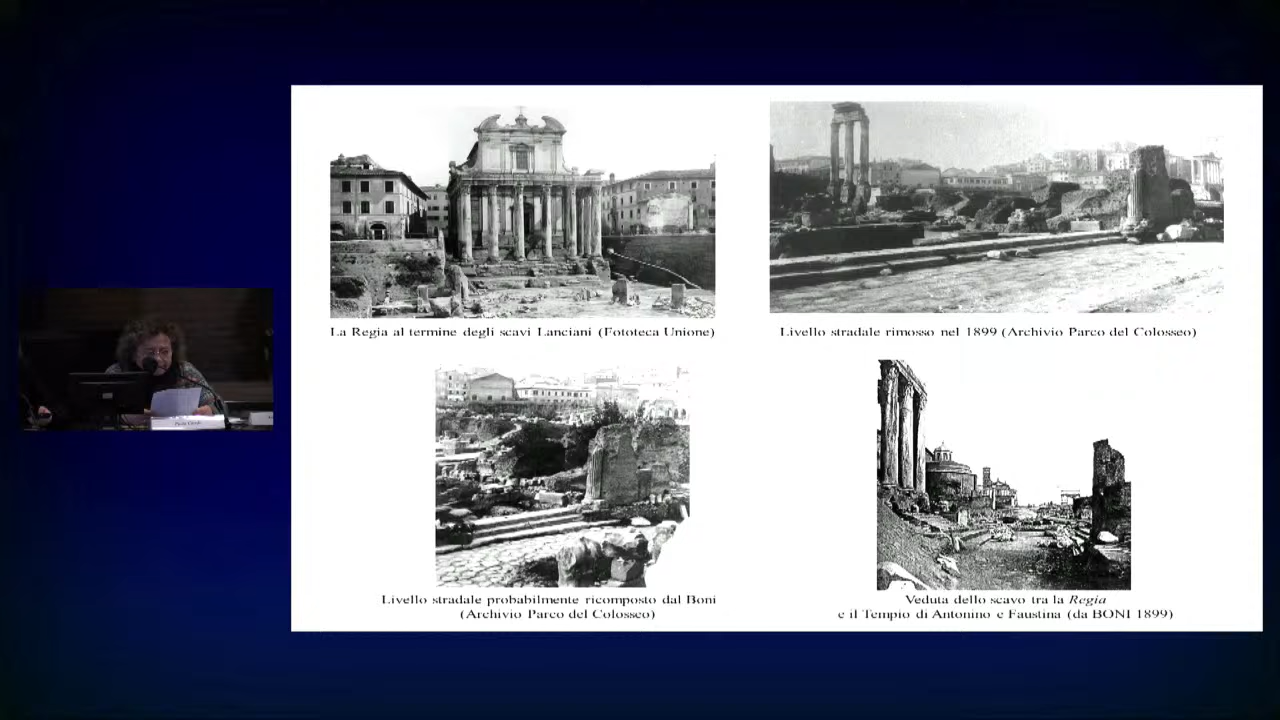 La Regia al termine degli scavi Lanciani (Fototeca Unione)
Livello stradale rimosso nel 1899 (Archivio Parco del Colosseo)
Livello stradale probabilmente ricomposto dal Boni
(Archivio Parco del Colosseo)
Veduta dello scavo tra la Regia
e il Tempio di Antonino e Faustina (da BONI 1899)